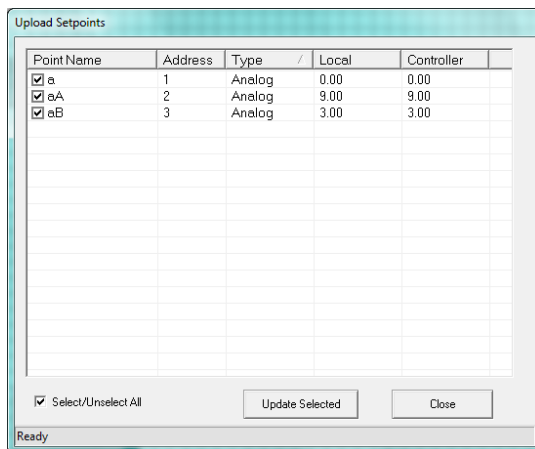 Upload Setpoints
Point Name Address Type / Local Controller
a 1 Analog 0.00 0.00
aA 2 Analog 9.00 9.00
aB 3 Analog 3.00 3.00
Select/Unselect All Update Selected Close
Ready